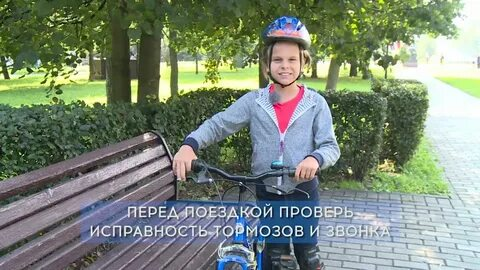 ПЕРЕД ПОЕЗДКОЙ ПРОВЕРЬ
ИСПРАВНОСТЬ ТОРМОЗОВ И ЗВОНКА